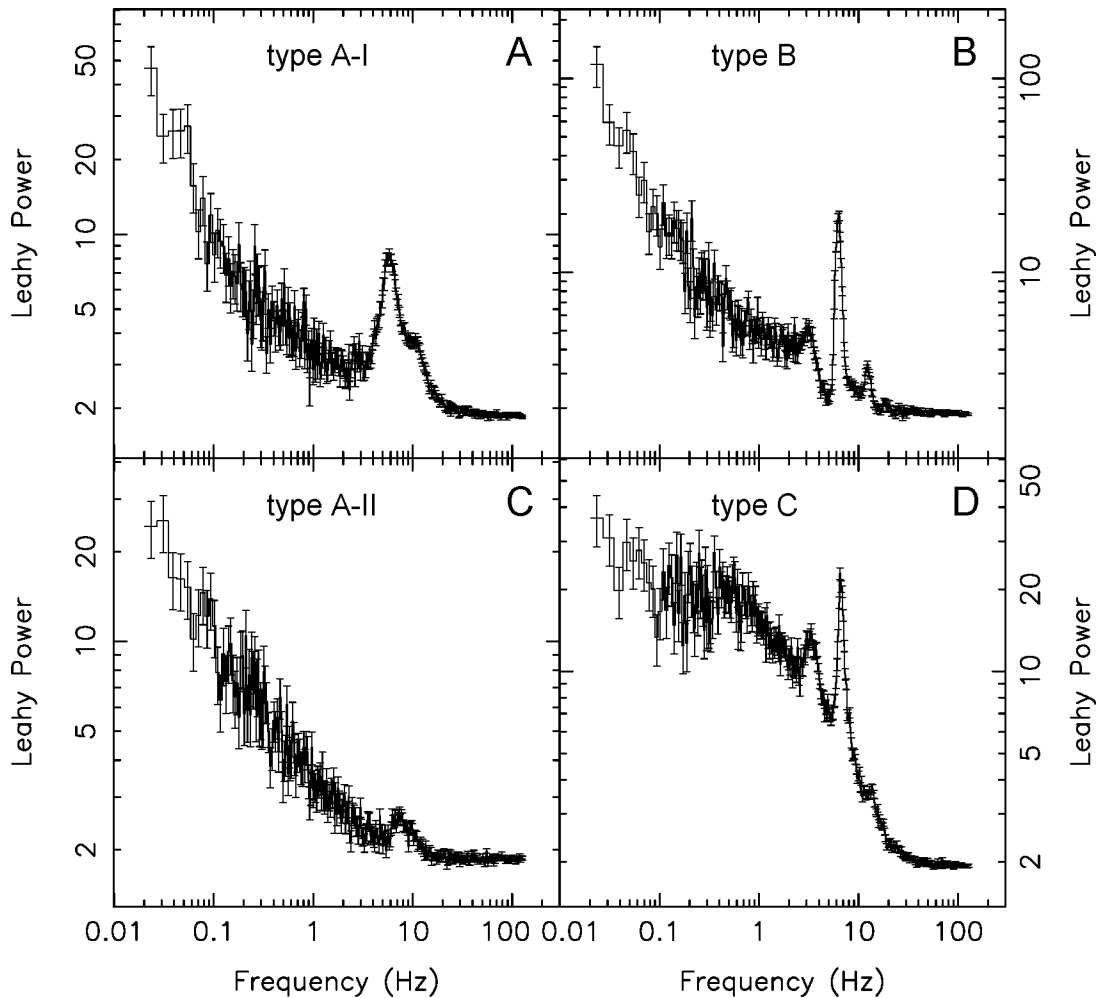 type A-I
A
50
20
10
5
2
Leahy Power
type B
B
100
10
Leahy Power
type A-II
C
20
10
5
2
Leahy Power
0.01 0.1 1 10 100
Frequency (Hz)
type C
D
50
20
10
5
2
Leahy Power
0.01 0.1 1 10 100
Frequency (Hz)